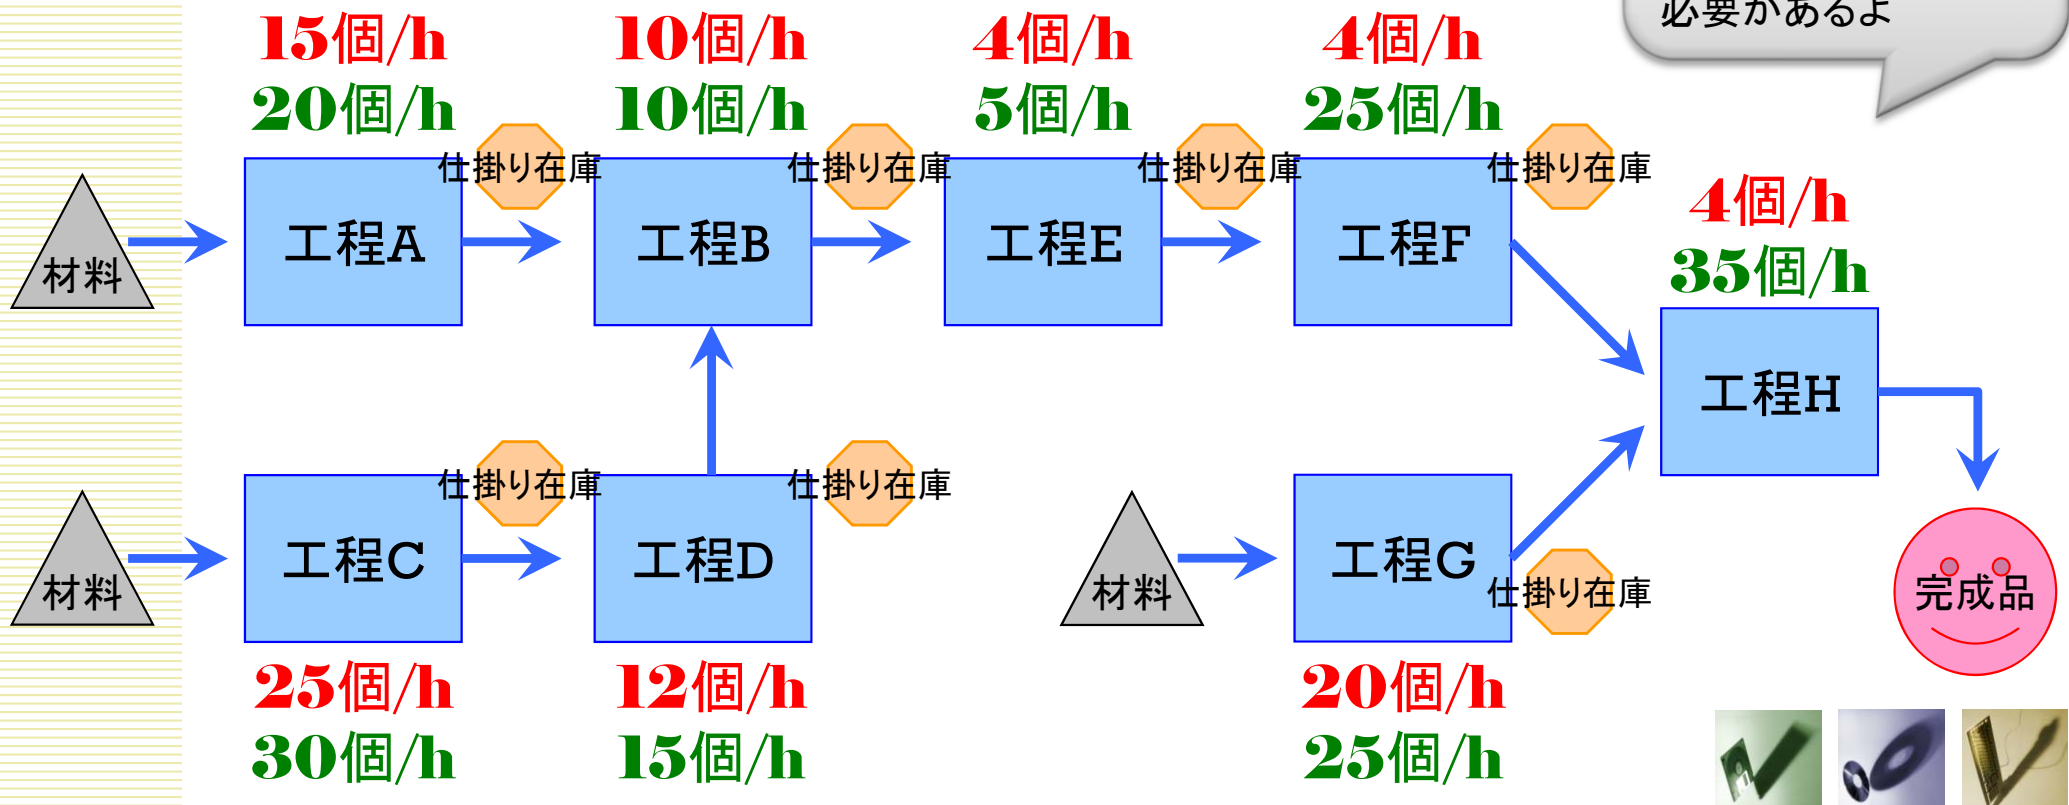 必要があるよ
15個/h
20個/h
10個/h
10個/h
4個/h
5個/h
4個/h
25個/h
仕掛り在庫
仕掛り在庫
仕掛り在庫
仕掛り在庫
材料
工程A
工程B
工程E
工程F
4個/h
35個/h
工程H
仕掛り在庫
仕掛り在庫
材料
工程C
工程D
材料
工程G
仕掛り在庫
完成品
25個/h
30個/h
12個/h
15個/h
20個/h
25個/h